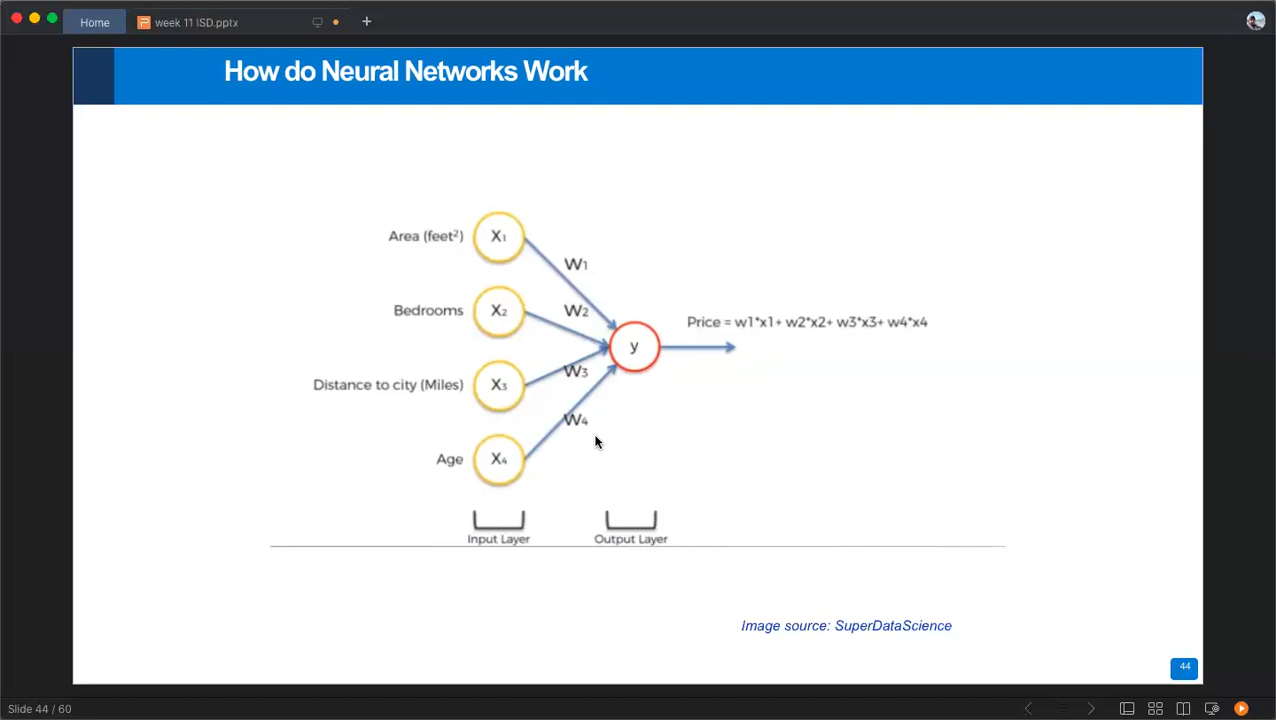 Home
week 11 ISD.pptx
How do Neural Networks Work
Area (feet²)
X1
W1
Bedrooms
X2
W2
Price = w1*x1+ w2*x2+ w3*x3+ w4*x4
y
Distance to city (Miles)
X3
W3
W4
Age
X4
Input Layer
Output Layer
Image source: SuperDataScience
44
Slide 44 / 60